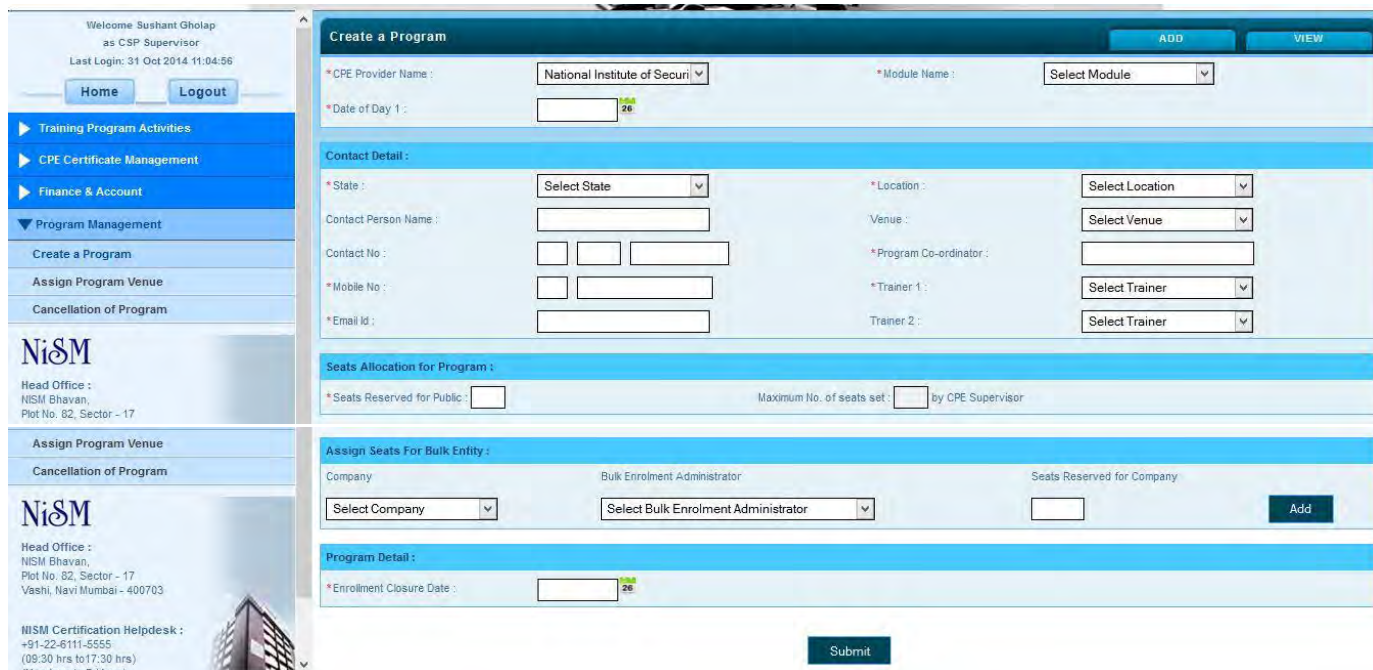 Welcome Sushant Gholap
as CSP Supervisor
Last Login: 31 Oct 2014 11:04:56
Home Logout
Training Program Activities
CPE Certificate Management
Finance & Account
Program Management
Create a Program
Assign Program Venue
Cancellation of Program
NiSM
Head Office :
NISM Bhavan,
Plot No. 82, Sector - 17
Create a Program ADD VIEW
*CPE Provider Name : National Institute of Securi *Module Name : Select Module
*Date of Day 1 : 26
Contact Detail :
*State : Select State *Location : Select Location
Contact Person Name : Venue : Select Venue
Contact No : *Program Co-ordinator :
*Mobile No : *Trainer 1 : Select Trainer
*Email Id : Trainer 2 : Select Trainer
Seats Allocation for Program :
*Seats Reserved for Public : Maximum No. of seats set : by CPE Supervisor
Assign Program Venue
Cancellation of Program
NiSM
Head Office :
NISM Bhavan,
Plot No. 82, Sector - 17
Vashi, Navi Mumbai - 400703
NISM Certification Helpdesk :
+91-22-6111-5555
(09:30 hrs to17:30 hrs)
Assign Seats For Bulk Entity :
Company Bulk Enrolment Administrator Seats Reserved for Company
Select Company Select Bulk Enrolment Administrator Add
Program Detail :
*Enrollment Closure Date : 26
Submit